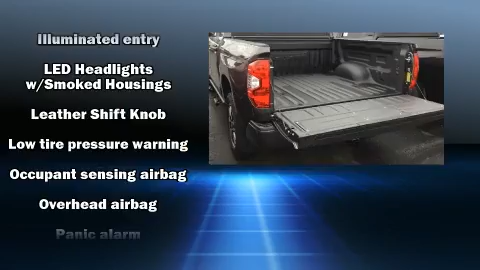 Illuminated entry
LED Headlights
w/Smoked Housings
Leather Shift Knob
Low tire pressure warning
Occupant sensing airbag
Overhead airbag
Panic alarm